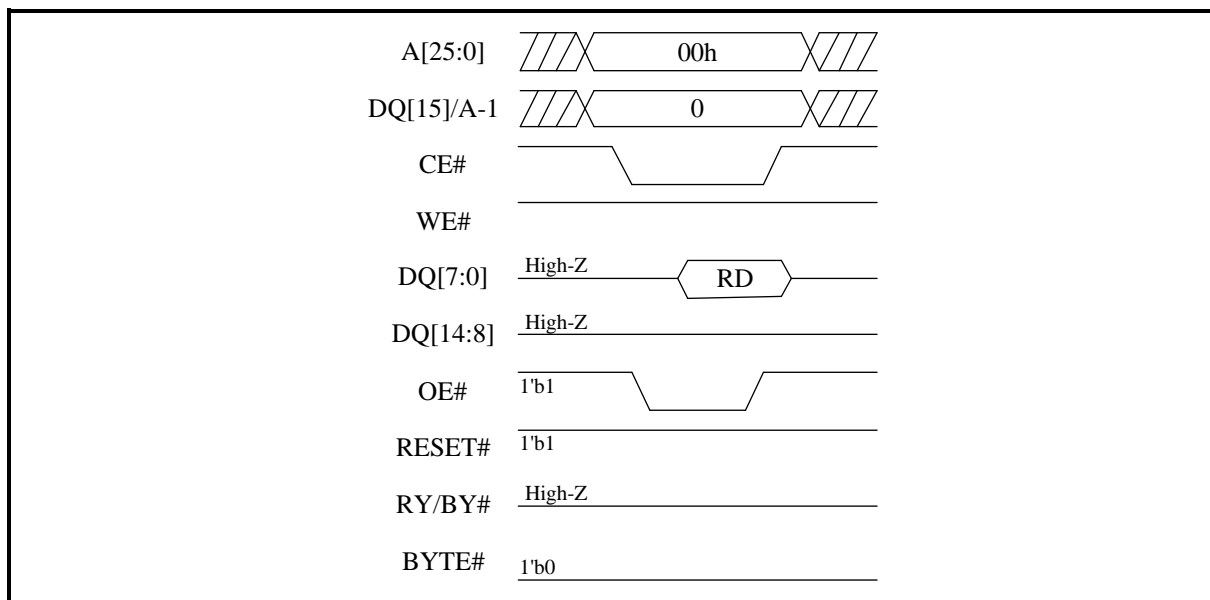 A[25:0] 00h
DQ[15]/A-1 0
CE#
WE#
DQ[7:0] High-Z RD
DQ[14:8] High-Z
OE# 1'b1
RESET# 1'b1
RY/BY# High-Z
BYTE# 1'b0